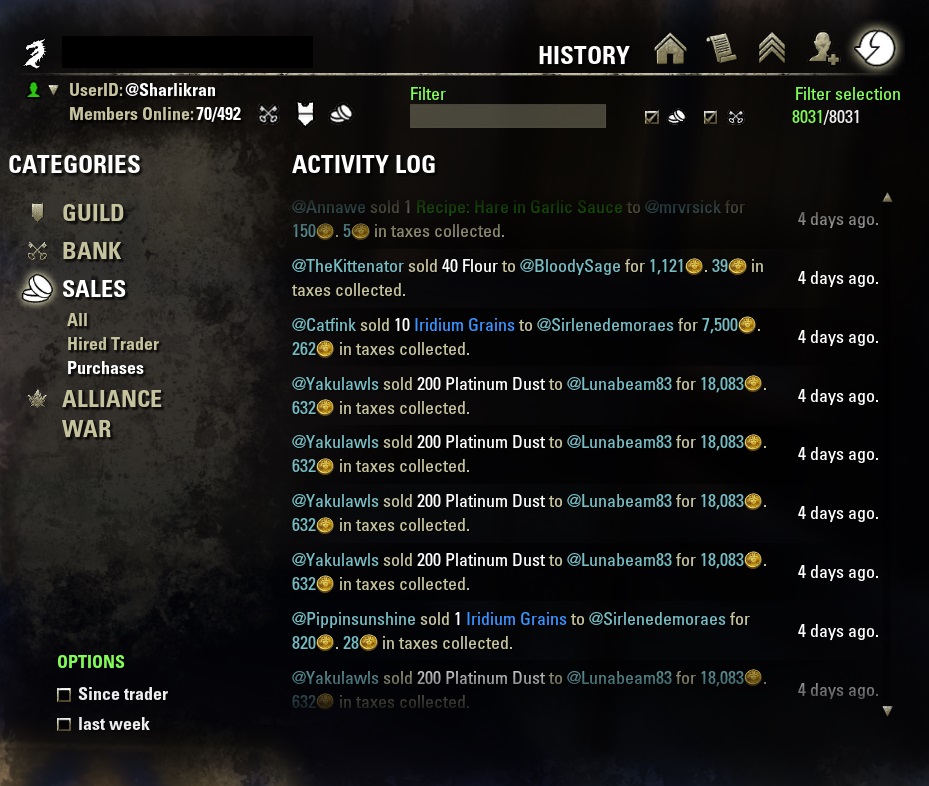 HISTORY
UserID: @Sharlikran
Members Online: 70/492
Filter
Filter selection
8031/8031
CATEGORIES
GUILD
BANK
SALES
All
Hired Trader
Purchases
ALLIANCE
WAR
OPTIONS
Since trader
last week
ACTIVITY LOG
@Annawe sold 1 Recipe: Hare in Garlic Sauce to @mrvrsick for
150. 5 in taxes collected.
4 days ago.
@TheKittenator sold 40 Flour to @BloodySage for 1,121. 39 in
taxes collected.
4 days ago.
@Catfink sold 10 Iridium Grains to @Sirlenedemoraes for 7,500.
262 in taxes collected.
4 days ago.
@Yakulawls sold 200 Platinum Dust to @Lunabeam83 for 18,083.
632 in taxes collected.
4 days ago.
@Yakulawls sold 200 Platinum Dust to @Lunabeam83 for 18,083.
632 in taxes collected.
4 days ago.
@Yakulawls sold 200 Platinum Dust to @Lunabeam83 for 18,083.
632 in taxes collected.
4 days ago.
@Yakulawls sold 200 Platinum Dust to @Lunabeam83 for 18,083.
632 in taxes collected.
4 days ago.
@Pippinsunshine sold 1 Iridium Grains to @Sirlenedemoraes for
820. 28 in taxes collected.
4 days ago.
@Yakulawls sold 200 Platinum Dust to @Lunabeam83 for 18,083.
632 in taxes collected.
4 days ago.